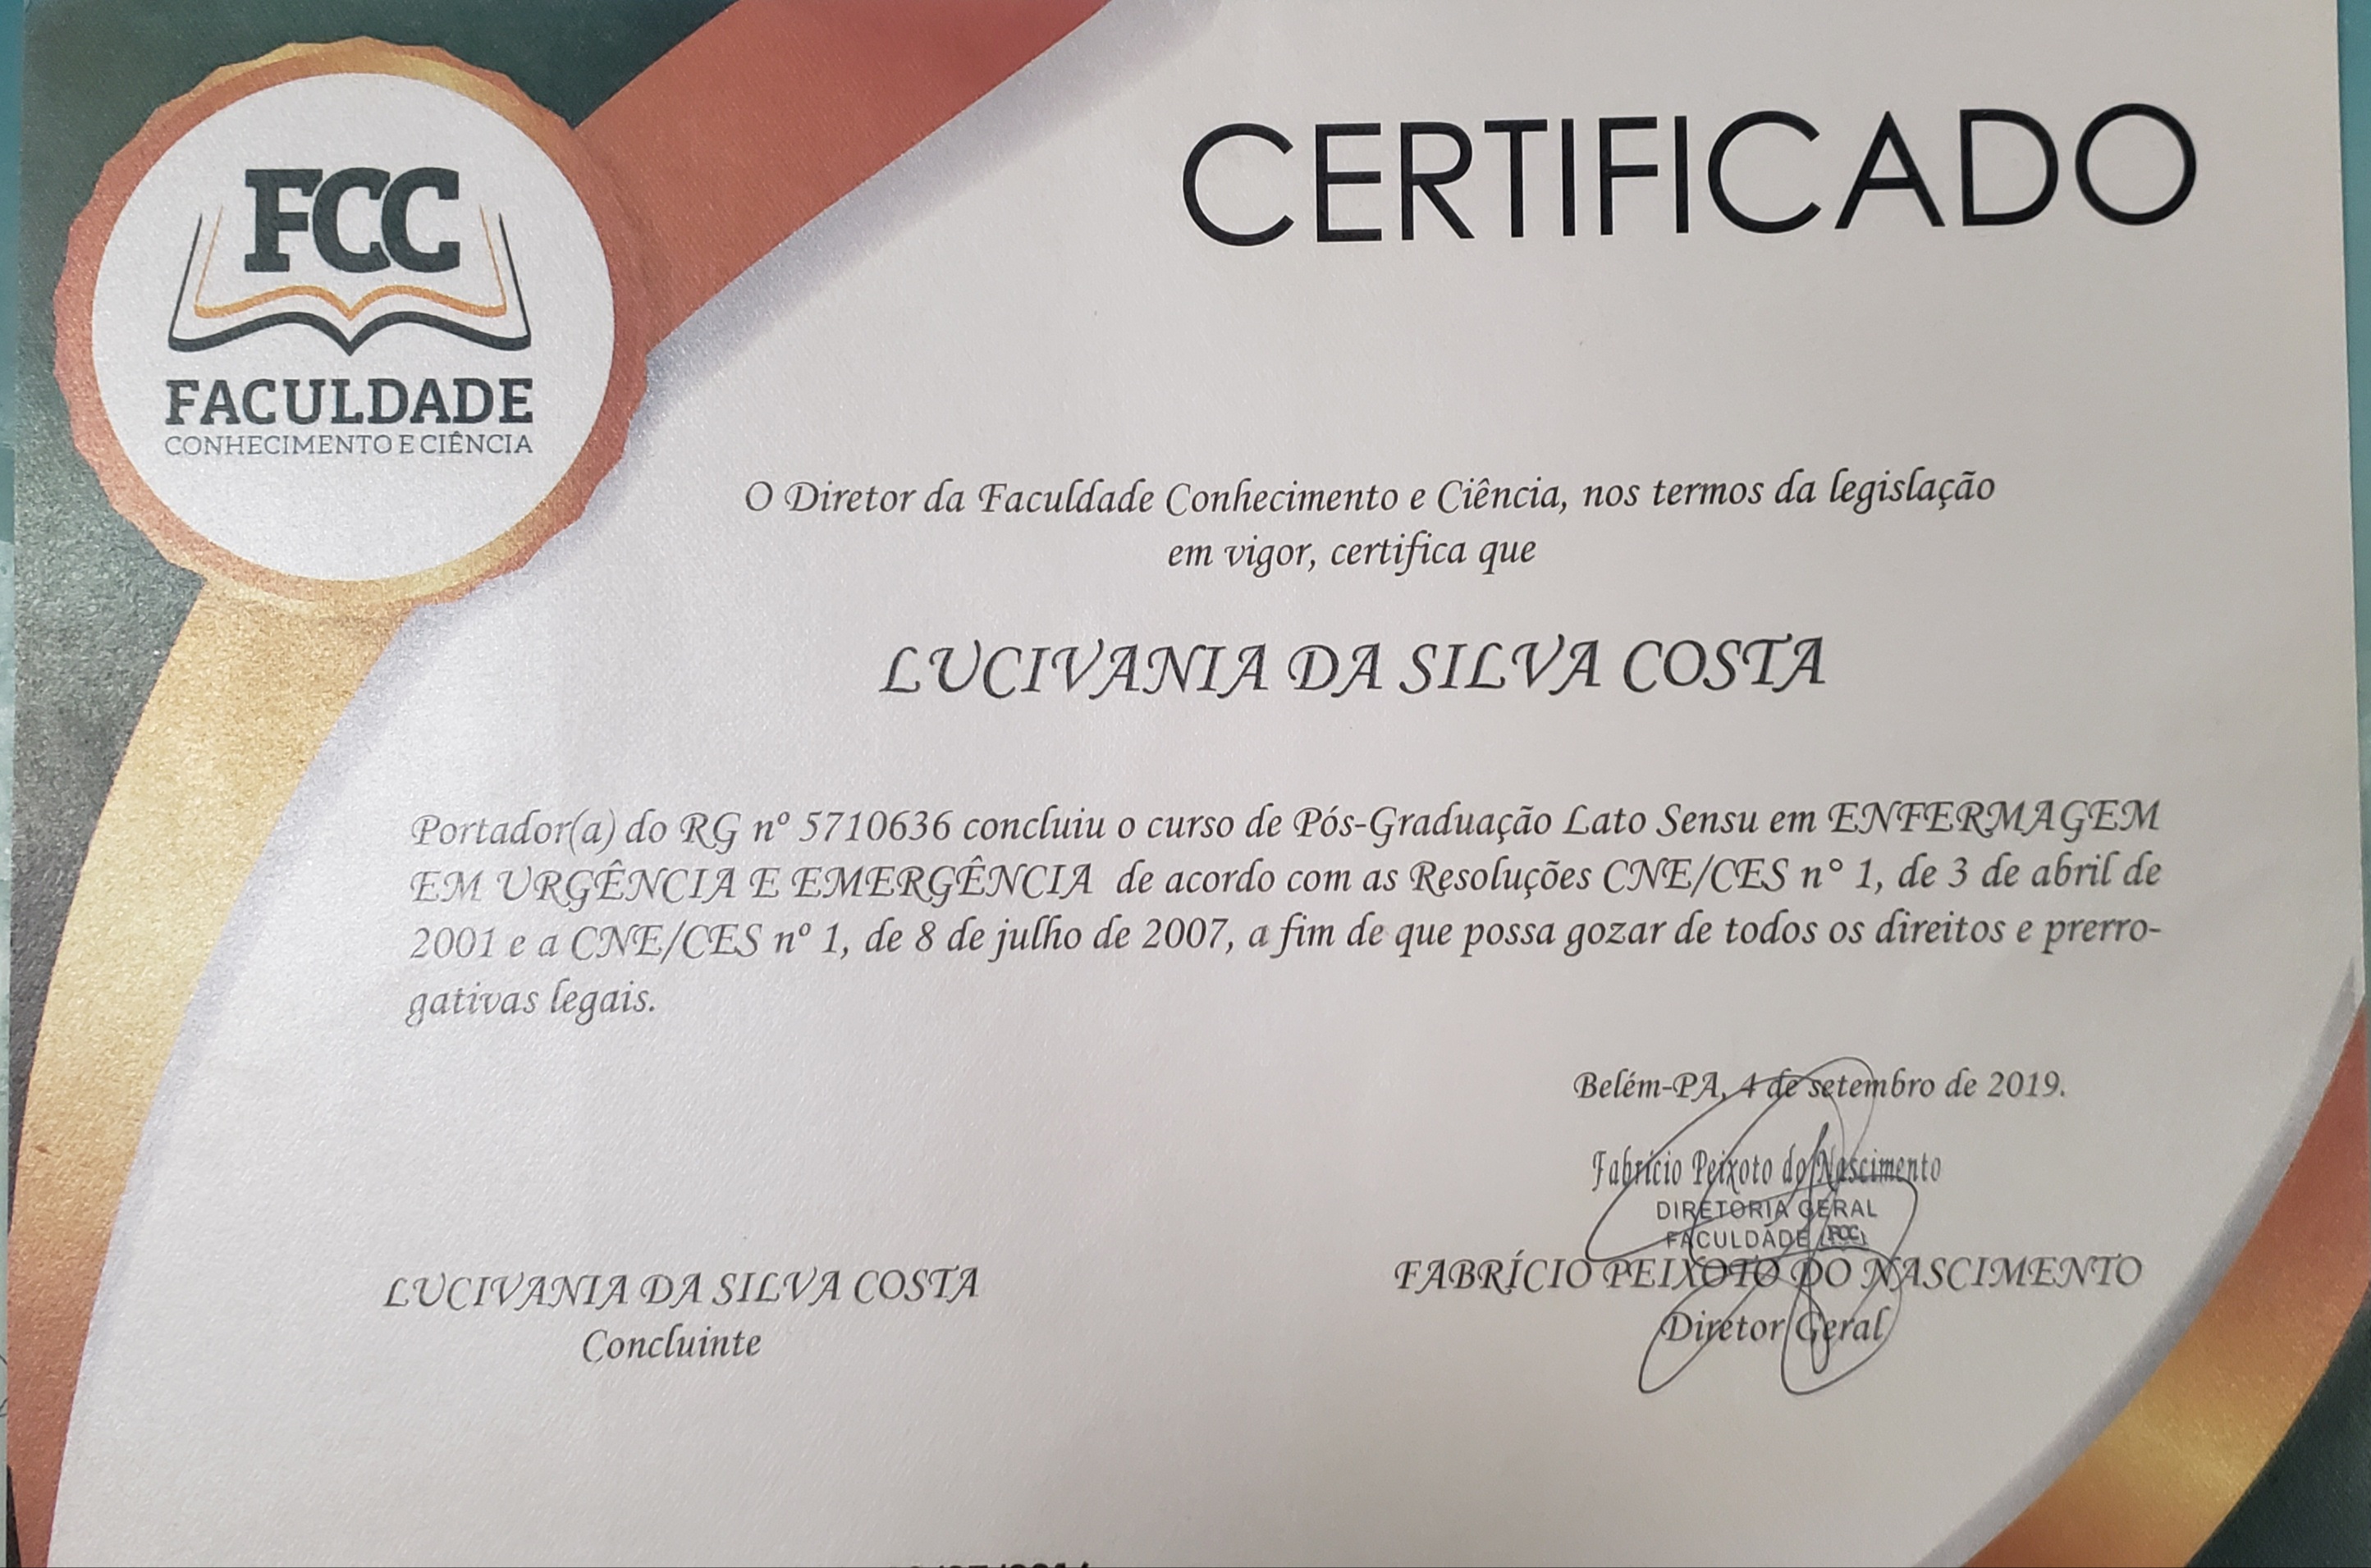 FCC
FACULDADE
CONHECIMENTO E CIÊNCIA
CERTIFICADO
O Diretor da Faculdade Conhecimento e Ciência, nos termos da legislação
em vigor, certifica que
LUCIVANIA DA SILVA COSTA
Portador(a) do RG nº 5710636 concluiu o curso de Pós-Graduação Lato Sensu em ENFERMAGEM
EM URGÊNCIA E EMERGÊNCIA de acordo com as Resoluções CNE/CES n° 1, de 3 de abril de
2001 e a CNE/CES nº 1, de 8 de julho de 2007, a fim de que possa gozar de todos os direitos e prerro-
gativas legais.
Belém-PA, 4 de setembro de 2019.
Fabrício Peixoto do Nascimento
DIRETORIA GERAL
FACULDADE FCC
LUCIVANIA DA SILVA COSTA
Concluinte
FABRÍCIO PEIXOTO DO NASCIMENTO
Diretor Geral